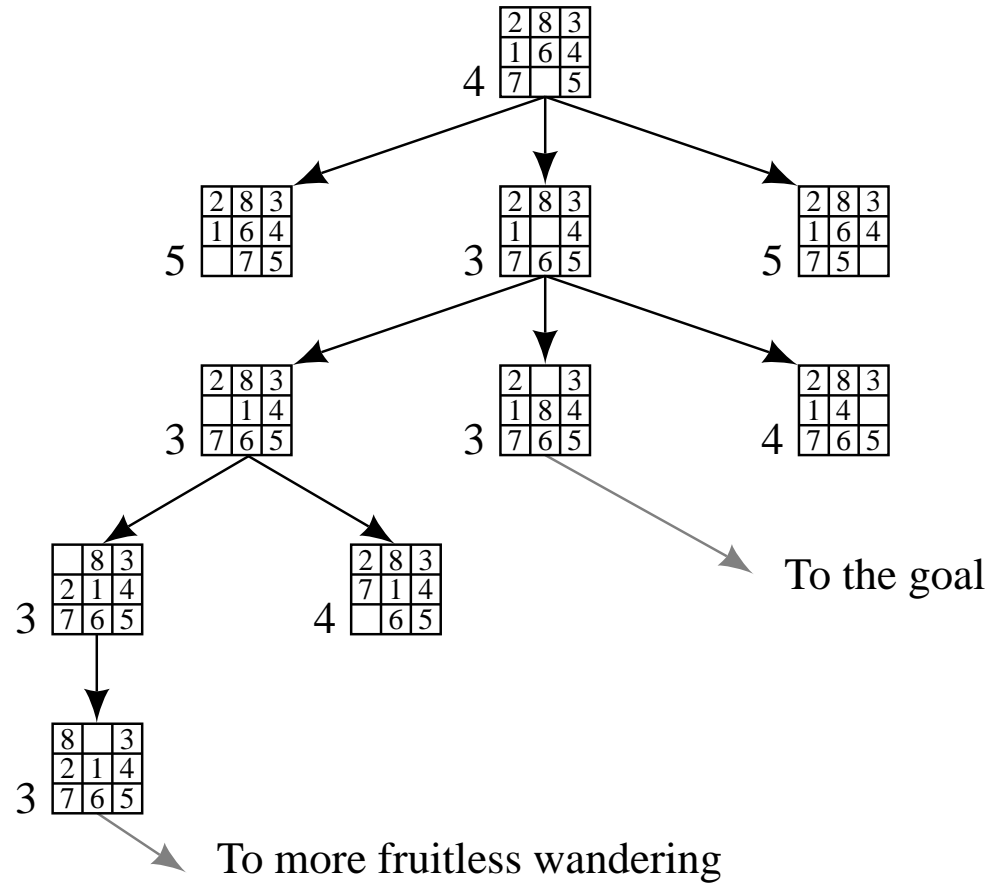 2 8 3
1 6 4
4 7 5
2 8 3 2 8 3 2 8 3
1 6 4 1 4 1 6 4
5 7 5 3 7 6 5 5 7 5
2 8 3 2 3 2 8 3
1 4 1 8 4 1 4
3 7 6 5 3 7 6 5 4 7 6 5
8 3 2 8 3
2 1 4 7 1 4
3 7 6 5 4 6 5
To the goal
8 3
2 1 4
3 7 6 5
To more fruitless wandering